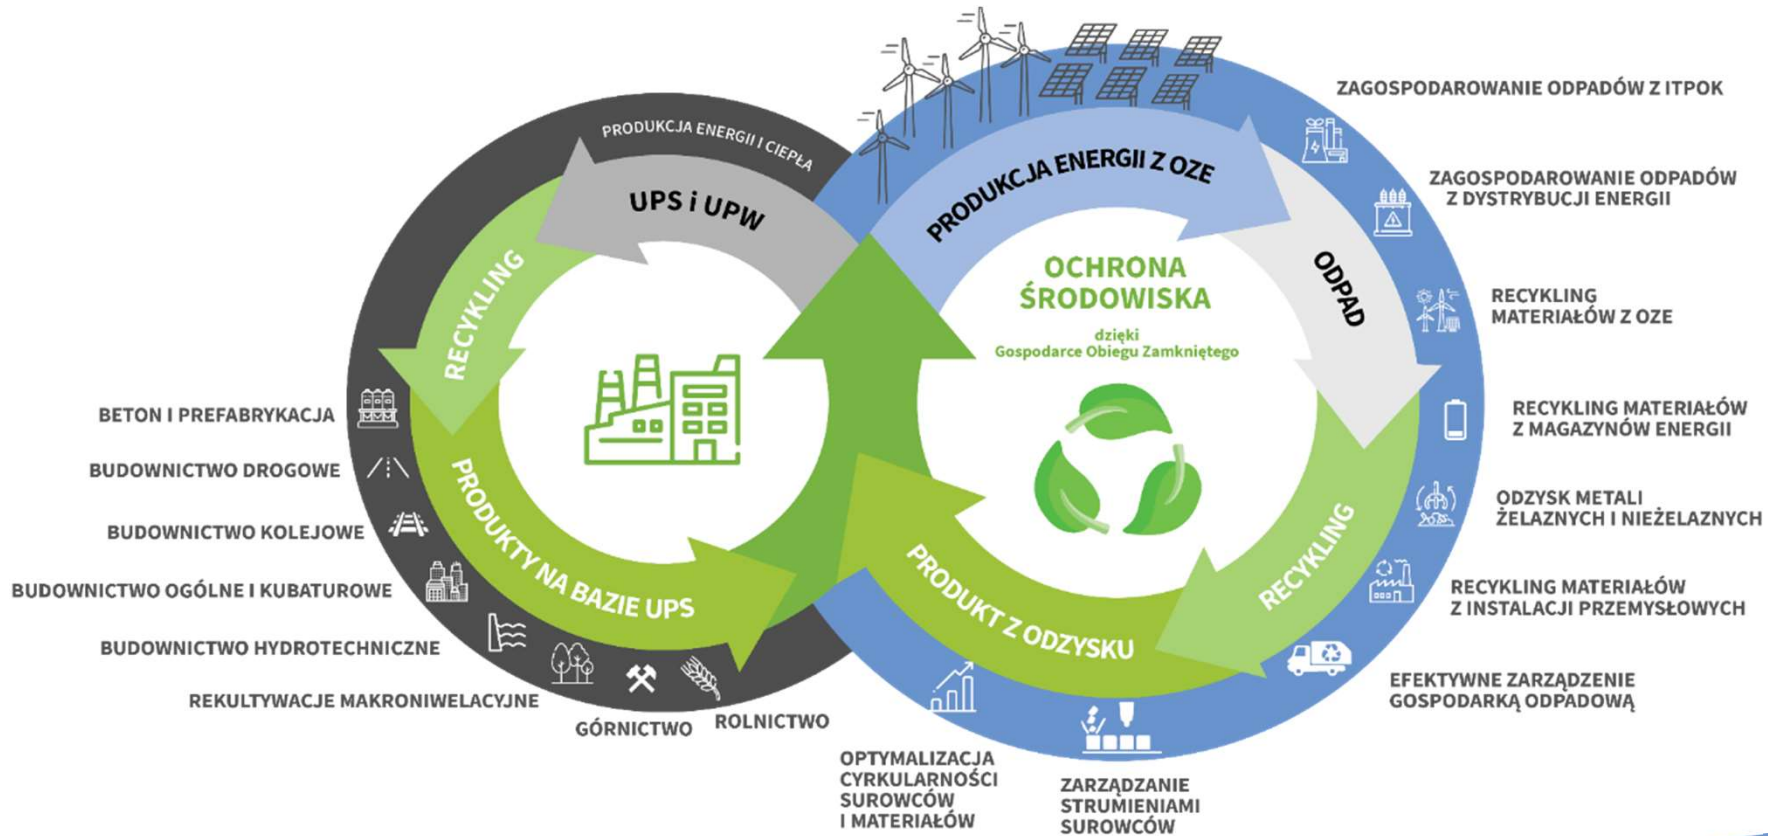 PRODUKCJA ENERGII I CIEPŁA
UPS i UPW
RECYKLING
PRODUKTY NA BAZIE UPS
BETON I PREFABRYKACJA
BUDOWNICTWO DROGOWE
BUDOWNICTWO KOLEJOWE
BUDOWNICTWO OGÓLNE I KUBATUROWE
BUDOWNICTWO HYDROTECHNICZNE
REKULTYWACJE MAKRONIWELACYJNE
GÓRNICTWO
ROLNICTWO
PRODUKCJA ENERGII Z OZE
ODPAD
RECYKLING
PRODUKT Z ODZYSKU
OCHRONA
ŚRODOWISKA
dzięki
Gospodarce Obiegu Zamkniętego
ZAGOSPODAROWANIE ODPADÓW Z ITPOK
ZAGOSPODAROWANIE ODPADÓW
Z DYSTRYBUCJI ENERGII
RECYKLING
MATERIAŁÓW Z OZE
RECYKLING MATERIAŁÓW
Z MAGAZYNÓW ENERGII
ODZYSK METALI
ŻELAZNYCH I NIEŻELAZNYCH
RECYKLING MATERIAŁÓW
Z INSTALACJI PRZEMYSŁOWYCH
EFEKTYWNE ZARZĄDZENIE
GOSPODARKĄ ODPADOWĄ
ZARZĄDZANIE
STRUMIENIAMI
SUROWCÓW
OPTYMALIZACJA
CYRKULARNOŚCI
SUROWCÓW
I MATERIAŁÓW